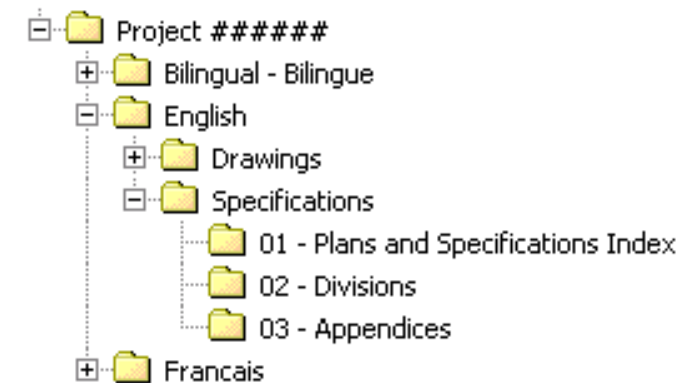 Project ######
Bilingual - Bilingue
English
Drawings
Specifications
01 - Plans and Specifications Index
02 - Divisions
03 - Appendices
Francais